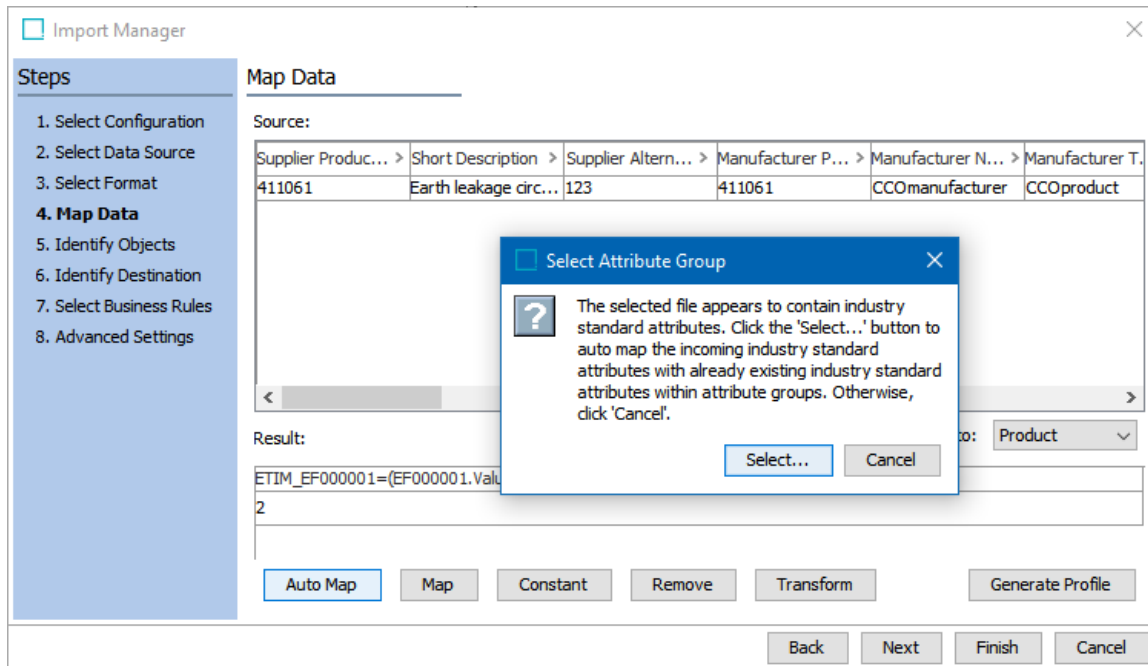 Import Manager
Steps
1. Select Configuration
2. Select Data Source
3. Select Format
4. Map Data
5. Identify Objects
6. Identify Destination
7. Select Business Rules
8. Advanced Settings
Map Data
Source:
Supplier Produc... > Short Description > Supplier Altern... > Manufacturer P... > Manufacturer N... > Manufacturer T.
411061 Earth leakage circ... 123 411061 CCOmanufacturer CCOproduct
Select Attribute Group
The selected file appears to contain industry
standard attributes. Click the 'Select...' button to
auto map the incoming industry standard
attributes with already existing industry standard
attributes within attribute groups. Otherwise,
click 'Cancel'.
Select... Cancel
Result: to: Product
ETIM_EF000001=(EF000001.Valu
2
Auto Map Map Constant Remove Transform Generate Profile
Back Next Finish Cancel